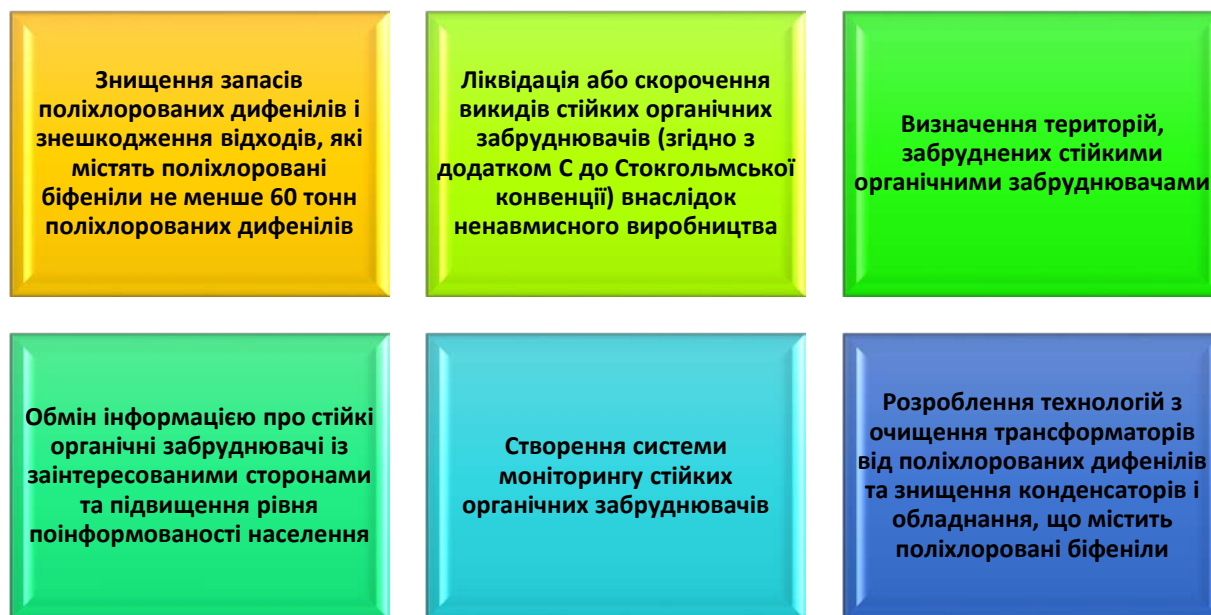 Знищення запасів
поліхлорованих дифенілів і
знешкодження відходів, які
містять поліхлоровані
біфеніли не менше 60 тонн
поліхлорованих дифенілів
Ліквідація або скорочення
викидів стійких органічних
забруднювачів (згідно з
додатком С до Стокгольмської
конвенції) внаслідок
ненавмисного виробництва
Визначення територій,
забруднених стійкими
органічними забруднювачами
Обмін інформацією про стійкі
органічні забруднювачі із
заінтересованими сторонами
та підвищення рівня
поінформованості населення
Створення системи
моніторингу стійких
органічних забруднювачів
Розроблення технологій з
очищення трансформаторів
від поліхлорованих дифенілів
та знищення конденсаторів і
обладнання, що містить
поліхлоровані біфеніли